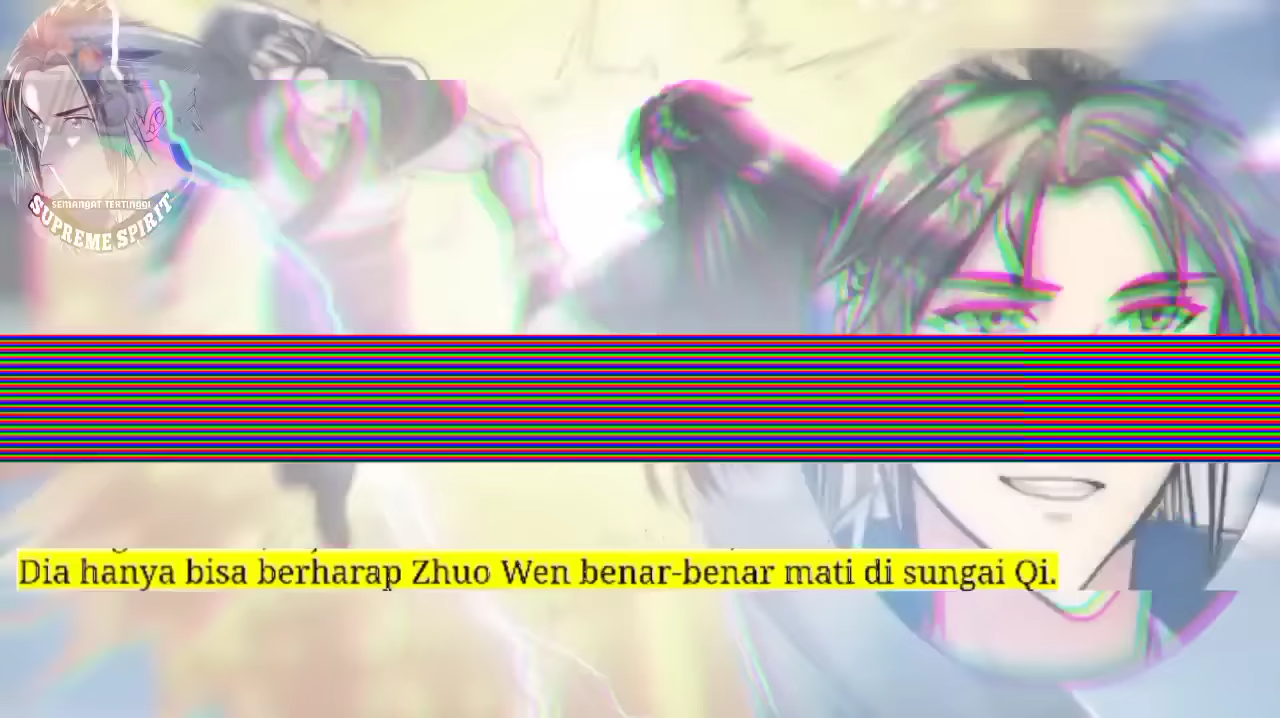 SEMANGAT TERTINGGI
SUPREME SPIRIT
Dia hanya bisa berharap Zhuo Wen benar-benar mati di sungai Qi.